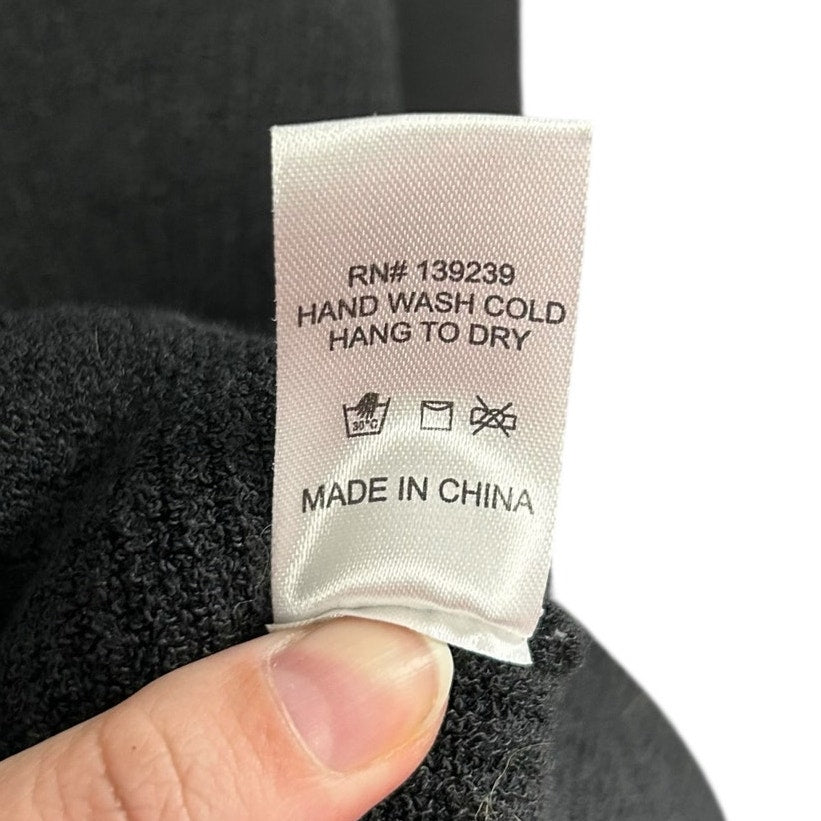 RN# 139239
HAND WASH COLD
HANG TO DRY
30°C
MADE IN CHINA